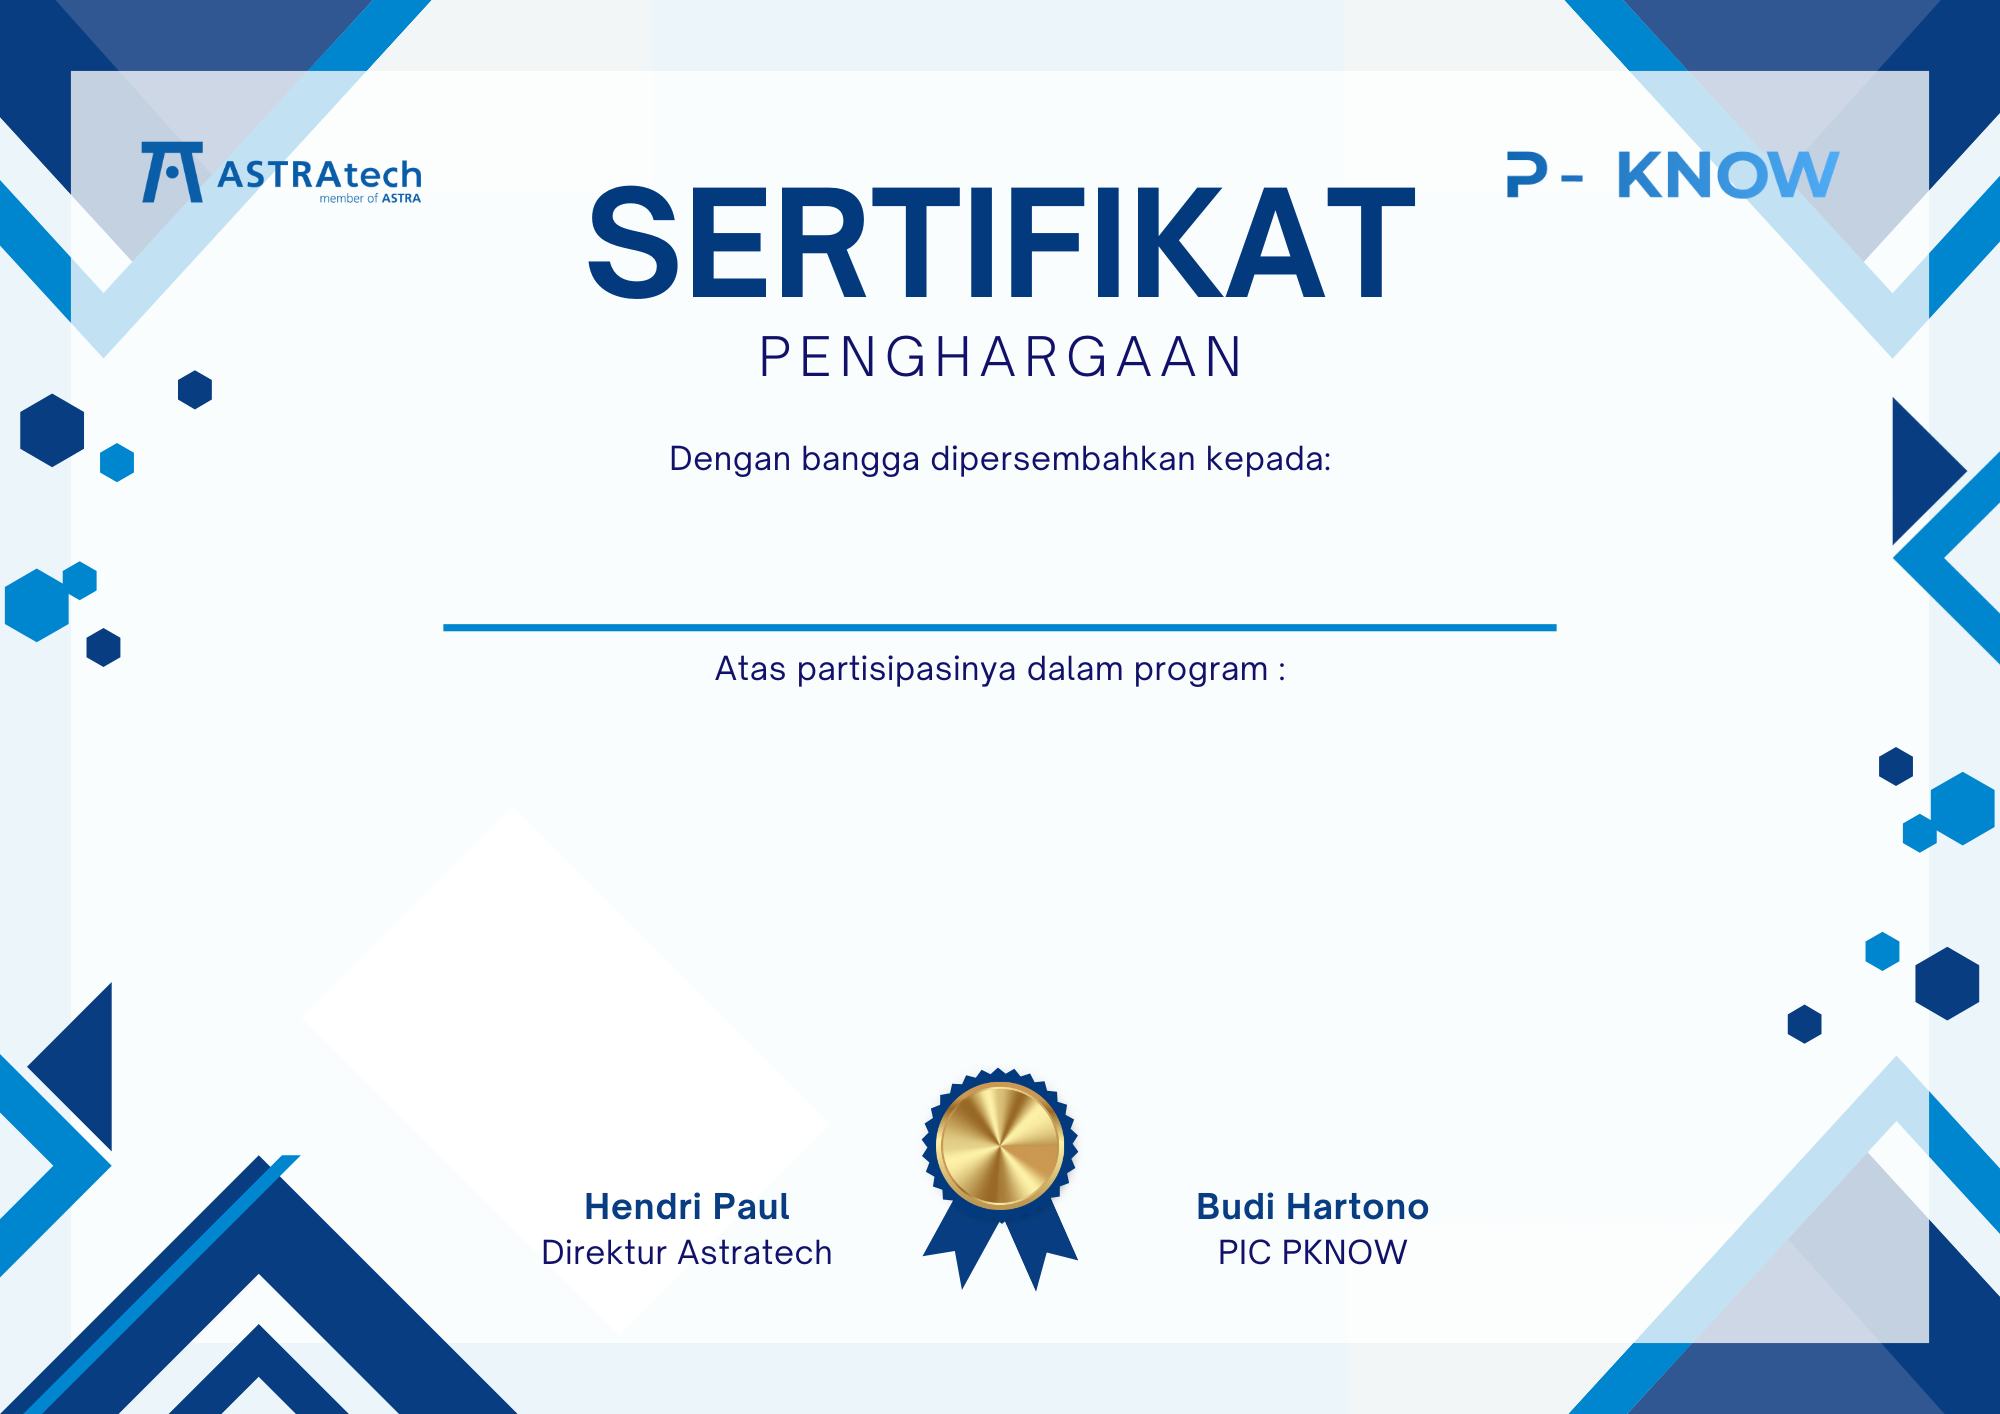 ASTRAtech
member of ASTRA
P - KNOW
SERTIFIKAT
PENGHARGAAN
Dengan bangga dipersembahkan kepada:
Atas partisipasinya dalam program :
Hendri Paul
Direktur Astratech
Budi Hartono
PIC PKNOW